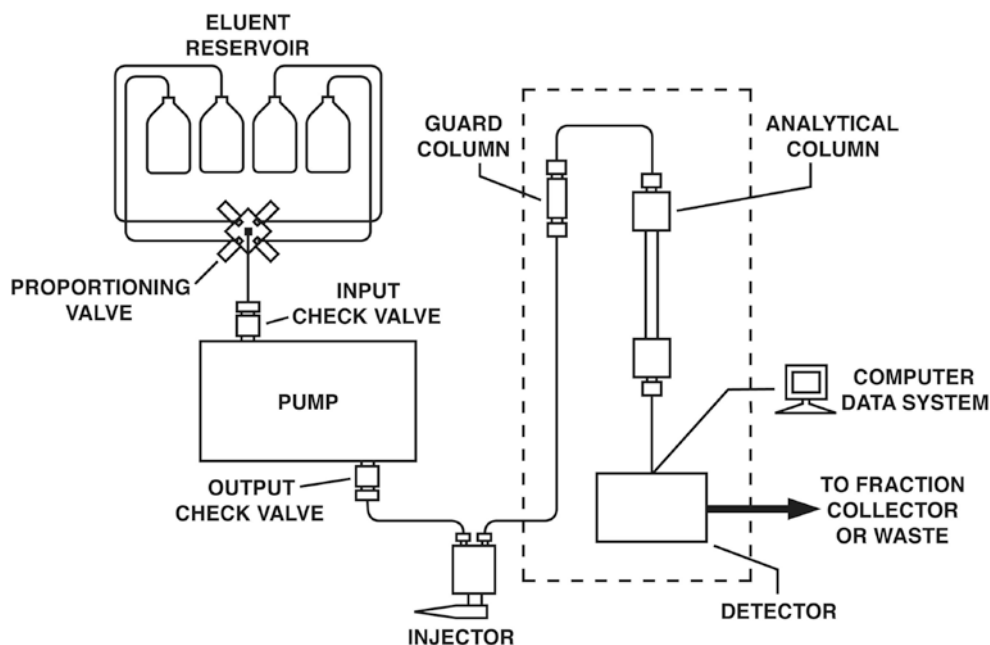 ELUENT
RESERVOIR
GUARD
COLUMN
ANALYTICAL
COLUMN
PROPORTIONING
VALVE
INPUT
CHECK VALVE
PUMP
COMPUTER
DATA SYSTEM
OUTPUT
CHECK VALVE
TO FRACTION
COLLECTOR
OR WASTE
DETECTOR
INJECTOR